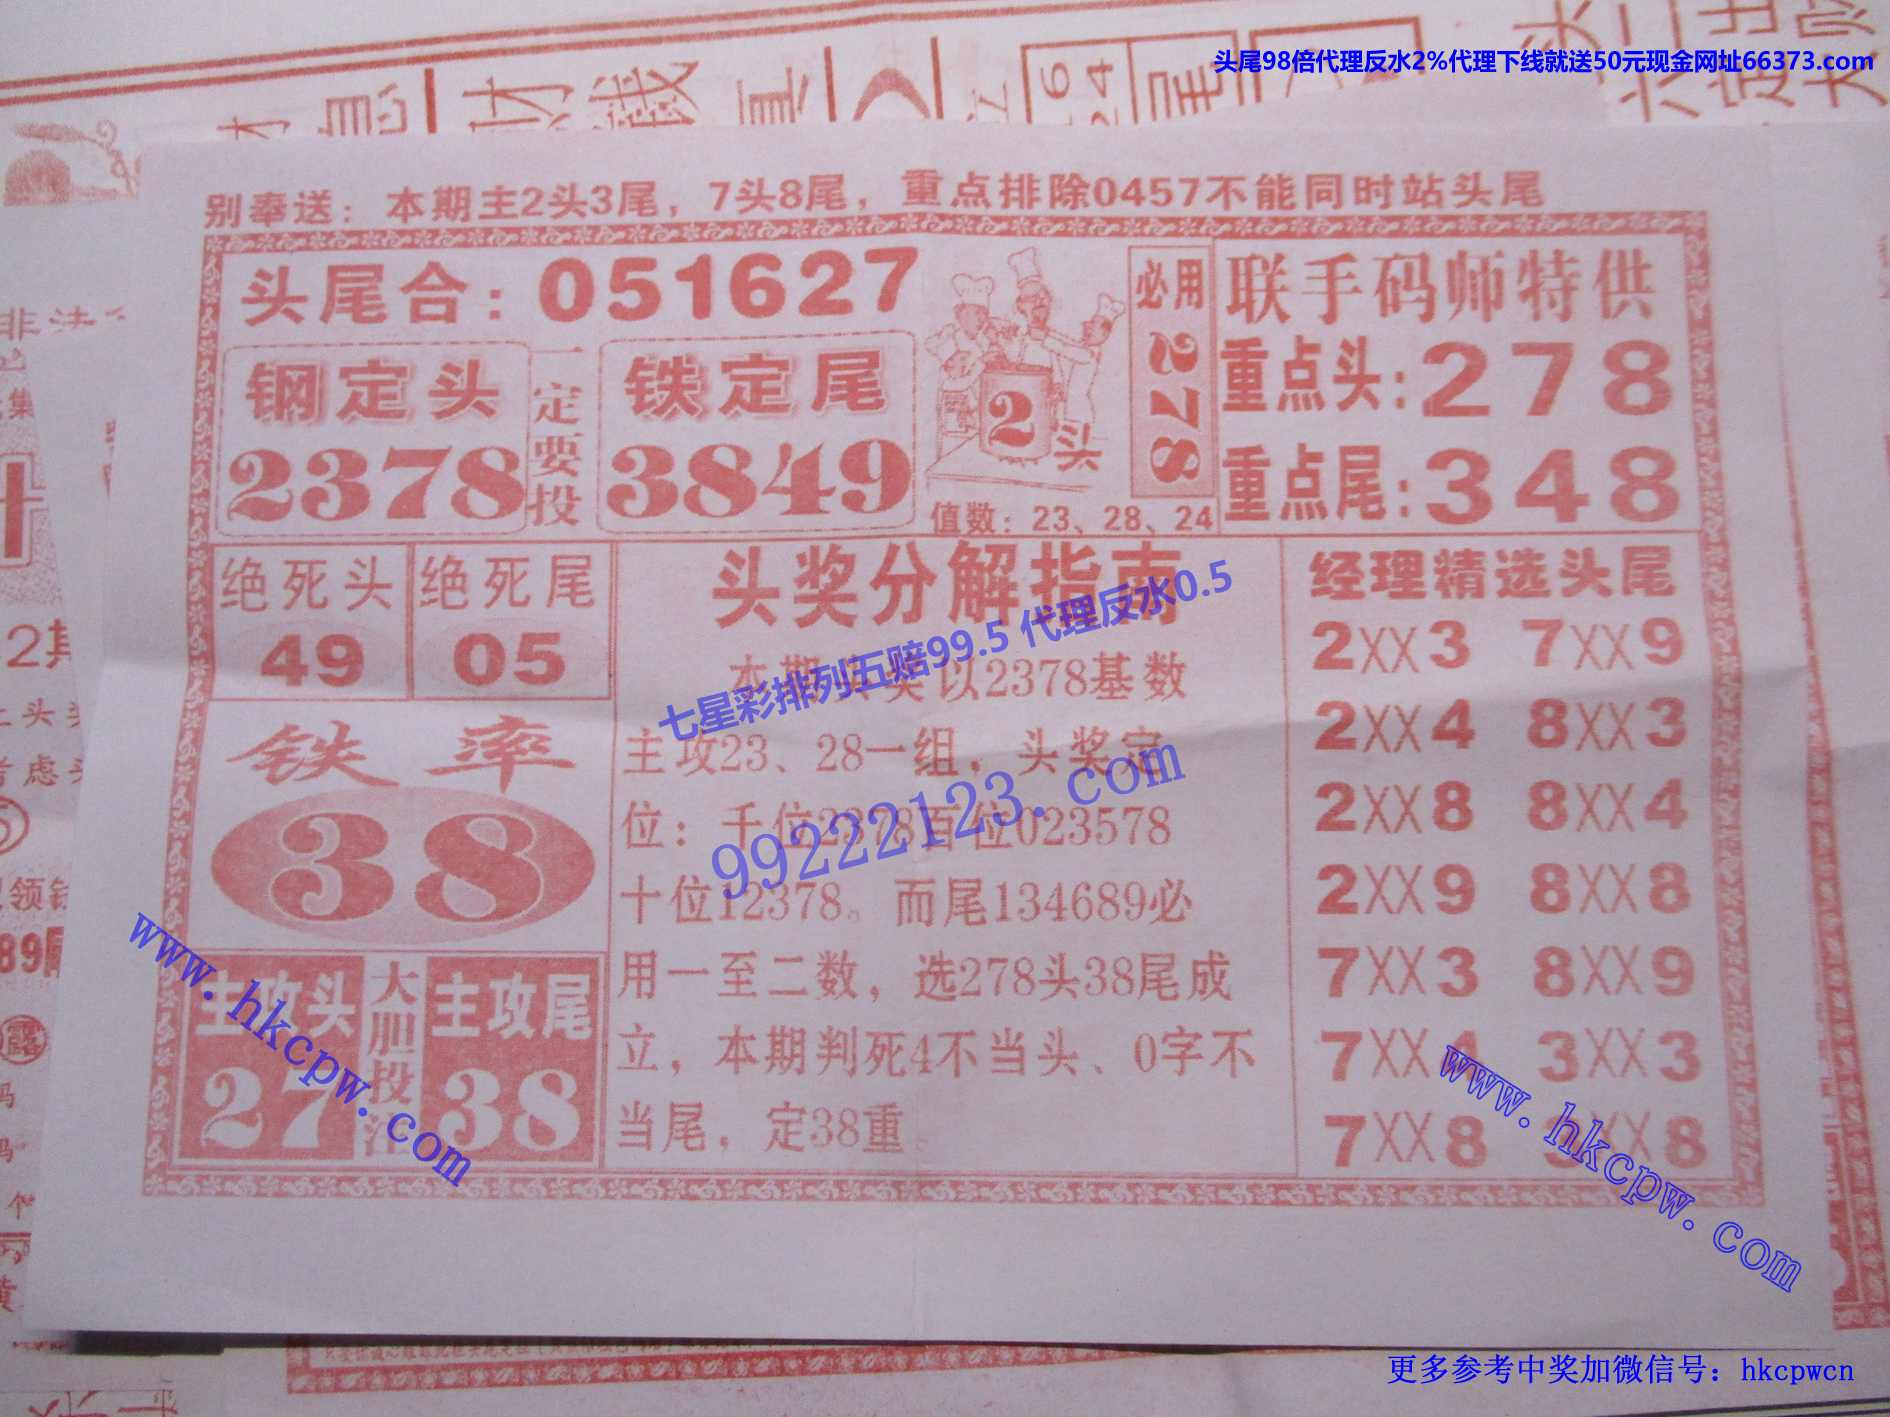 头尾98倍代理反水2%代理下线就送50元现金网址66373.com
别奉送：本期主2头3尾，7头8尾，重点排除0457不能同时站头尾
头尾合：051627
钢定头
2378
一定要投
铁定尾
3849
2头
值数：23、28、24
必用278
联手码师特供
重点头：278
重点尾：348
绝死头
49
绝死尾
05
铁率
38
主攻头
27
大胆投注
主攻尾
38
头奖分解指南
本期头奖以2378基数
主攻23、28一组，头奖定
位：千位2378百位023578
十位12378。而尾134689必
用一至二数，选278头38尾成
立，本期判死4不当头、0字不
当尾，定38重。
经理精选头尾
2XX3 7XX9
2XX4 8XX3
2XX8 8XX4
2XX9 8XX8
7XX3 8XX9
7XX4 3XX3
7XX8 XX8
七星彩排列五赔99.5 代理反水0.5
99222123.com
www.hkcpw.com
www.hkcpw.com
更多参考中奖加微信号：hkcpwcn